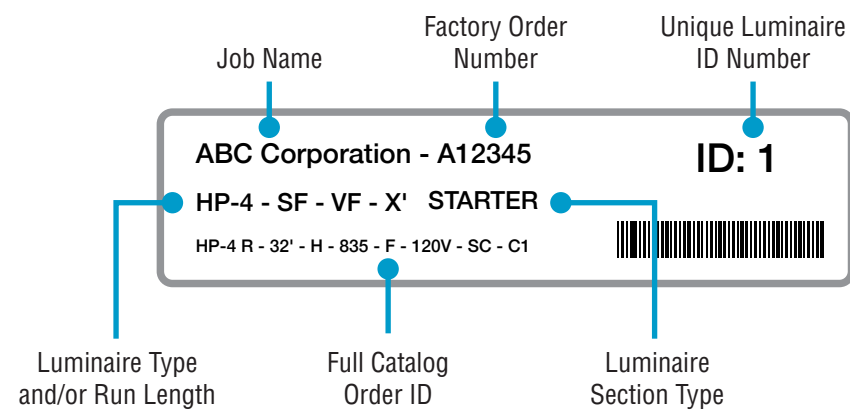 Job Name
Factory Order
Number
Unique Luminaire
ID Number
ABC Corporation - A12345
ID: 1
HP-4 - SF - VF - X' STARTER
HP-4 R - 32' - H - 835 - F - 120V - SC - C1
Luminaire Type
and/or Run Length
Full Catalog
Order ID
Luminaire
Section Type